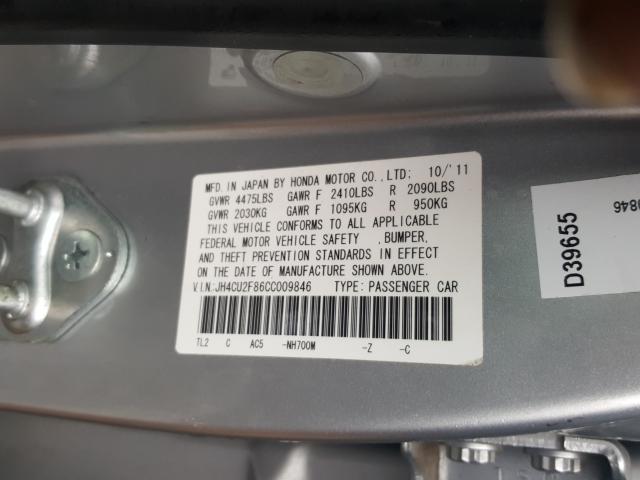 MFD. IN JAPAN BY HONDA MOTOR CO.,LTD; 10/'11
GVWR 4475LBS GAWR F 2410LBS R 2090LBS
GVWR 2030KG GAWR F 1095KG R 950KG
THIS VEHICLE CONFORMS TO ALL APPLICABLE
FEDERAL MOTOR VEHICLE SAFETY ,BUMPER,
AND THEFT PREVENTION STANDARDS IN EFFECT
ON THE DATE OF MANUFACTURE SHOWN ABOVE.
V.I.N.:JH4CU2F86CC009846 TYPE: PASSENGER CAR
TL2 C AC5 -NH700M -Z -C
D39655
9846